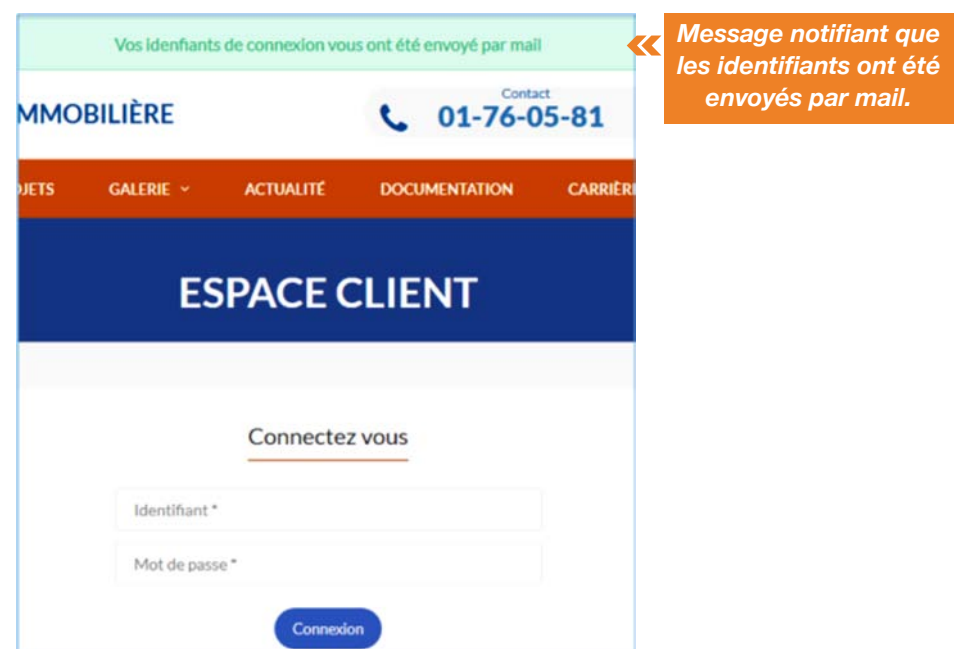 Vos idenfiants de connexion vous ont été envoyé par mail
Message notifiant que
les identifiants ont été
envoyés par mail.
MMOBILIÈRE
Contact
01-76-05-81
OJETS GALERIE ACTUALITÉ DOCUMENTATION CARRIÈRE
ESPACE CLIENT
Connectez vous
Identifiant *
Mot de passe *
Connexion